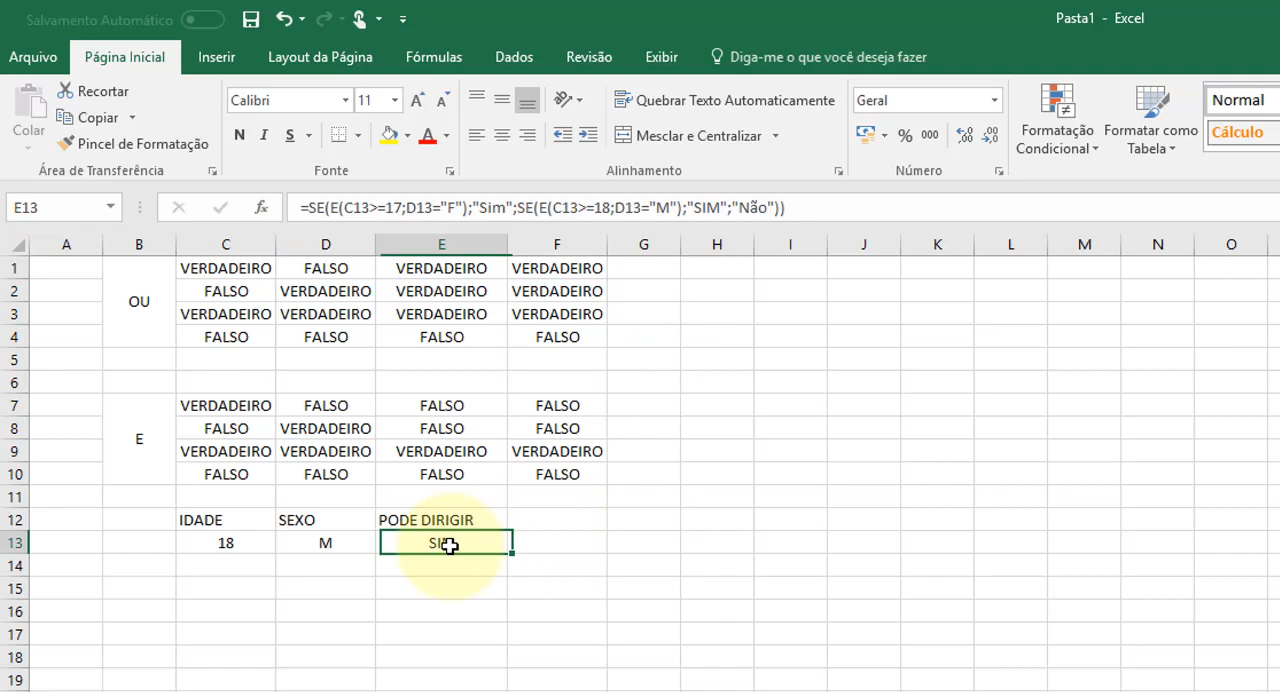 Salvamento Automático
Pasta1 - Excel
Arquivo Página Inicial Inserir Layout da Página Fórmulas Dados Revisão Exibir Diga-me o que você deseja fazer
Colar
Recortar
Copiar
Pincel de Formatação
Área de Transferência
Calibri 11
N I S
Fonte
Quebrar Texto Automaticamente
Mesclar e Centralizar
Alinhamento
Geral
% 000
Número
Formatação Condicional
Formatar como Tabela
Normal
Cálculo
E13 fx =SE(E(C13>=17;D13="F");"Sim";SE(E(C13>=18;D13="M");"SIM";"Não"))
A B C D E F G H I J K L M N O
1 VERDADEIRO FALSO VERDADEIRO VERDADEIRO
2 FALSO VERDADEIRO VERDADEIRO VERDADEIRO
OU
3 VERDADEIRO VERDADEIRO VERDADEIRO VERDADEIRO
4 FALSO FALSO FALSO FALSO
5
6
7 VERDADEIRO FALSO FALSO FALSO
8 FALSO VERDADEIRO FALSO FALSO
E
9 VERDADEIRO VERDADEIRO VERDADEIRO VERDADEIRO
10 FALSO FALSO FALSO FALSO
11
12 IDADE SEXO PODE DIRIGIR
13 18 M
14
15
16
17
18
19